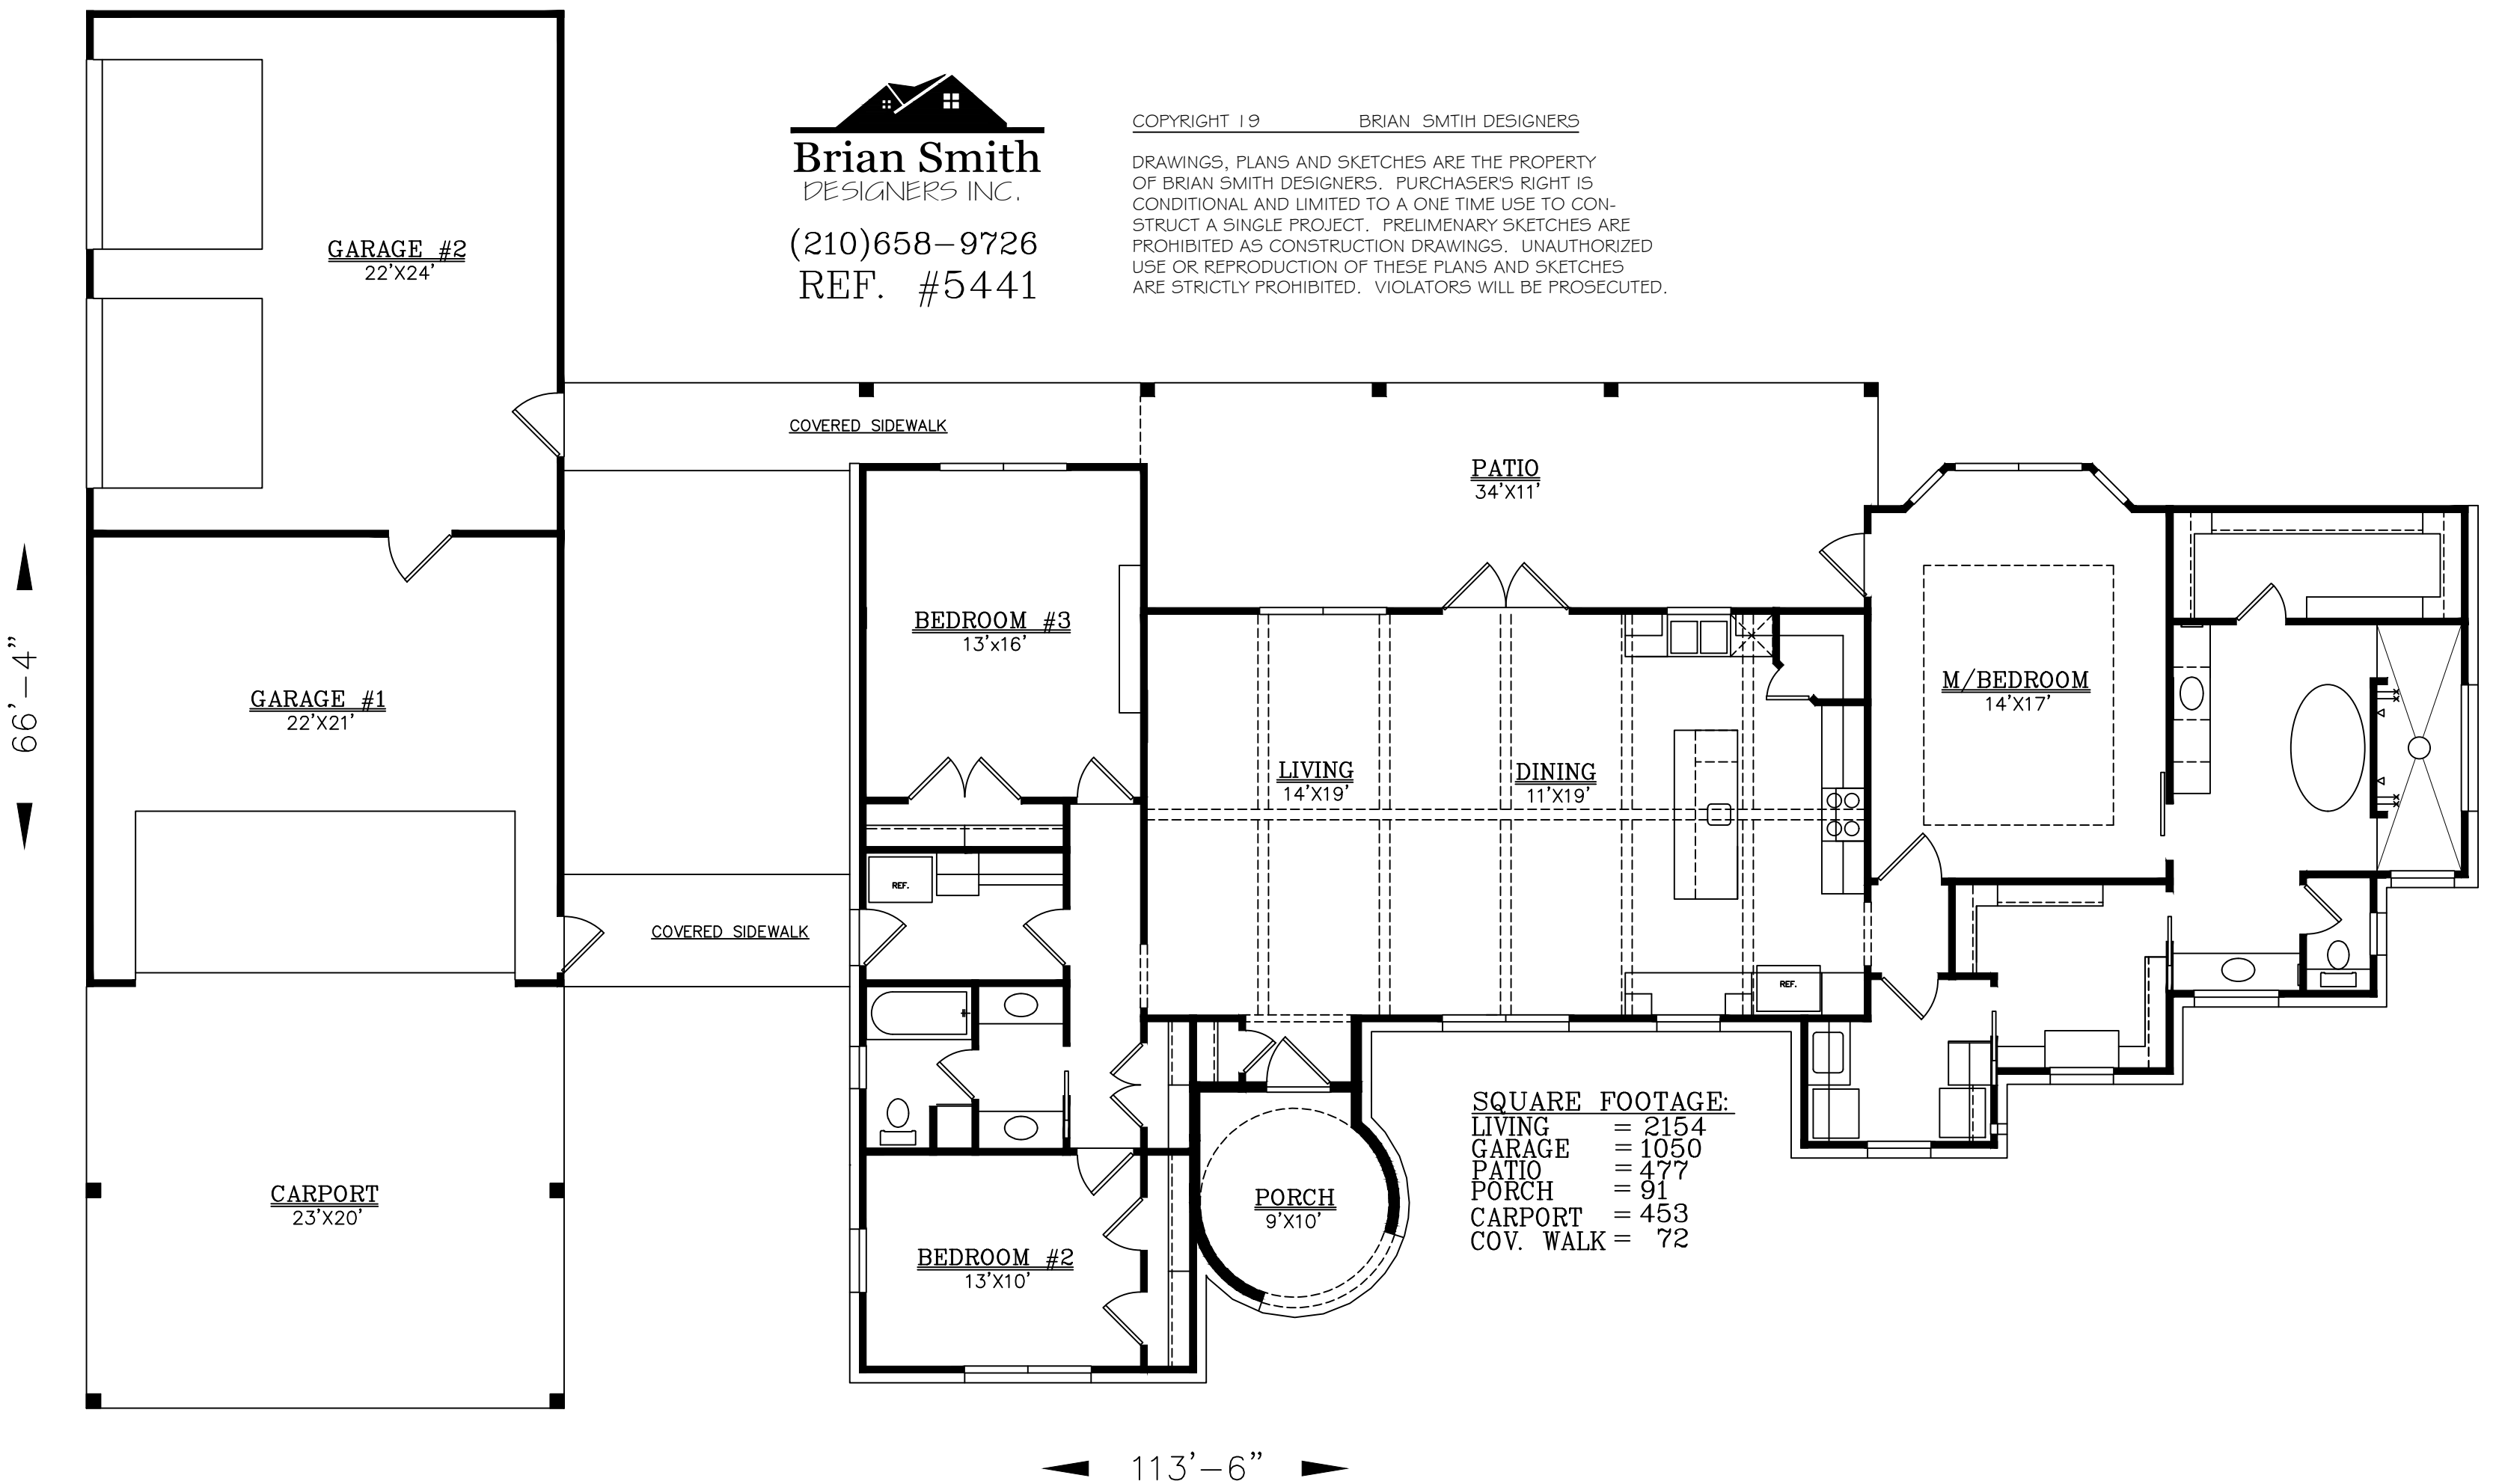 Brian Smith
DESIGNERS INC.
(210)658-9726
REF. #5441
COPYRIGHT 19 BRIAN SMTIH DESIGNERS
DRAWINGS, PLANS AND SKETCHES ARE THE PROPERTY
OF BRIAN SMITH DESIGNERS. PURCHASER'S RIGHT IS
CONDITIONAL AND LIMITED TO A ONE TIME USE TO CON-
STRUCT A SINGLE PROJECT. PRELIMENARY SKETCHES ARE
PROHIBITED AS CONSTRUCTION DRAWINGS. UNAUTHORIZED
USE OR REPRODUCTION OF THESE PLANS AND SKETCHES
ARE STRICTLY PROHIBITED. VIOLATORS WILL BE PROSECUTED.
GARAGE #2
22'X24'
COVERED SIDEWALK
PATIO
34'X11'
BEDROOM #3
13'x16'
66'-4"
GARAGE #1
22'X21'
M/BEDROOM
14'X17'
LIVING
14'X19'
DINING
11'X19'
REF.
COVERED SIDEWALK
REF.
CARPORT
23'X20'
PORCH
9'X10'
BEDROOM #2
13'X10'
SQUARE FOOTAGE:
LIVING = 2154
GARAGE = 1050
PATIO = 477
PORCH = 91
CARPORT = 453
COV. WALK = 72
113'-6"